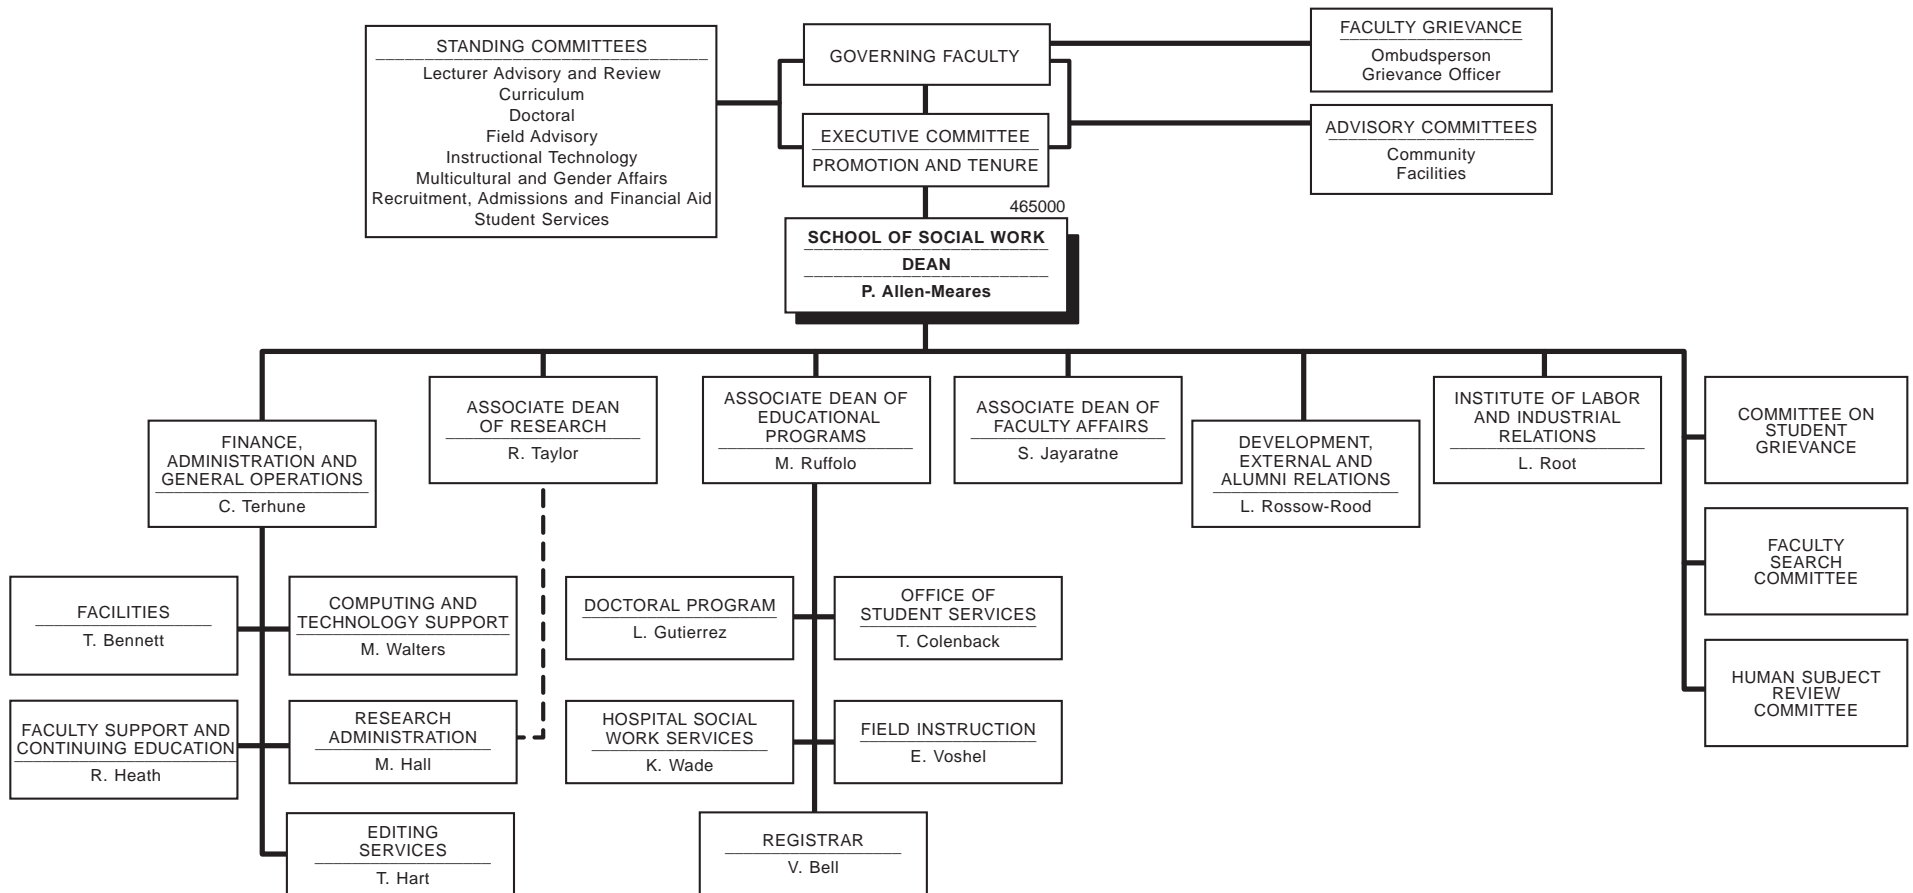 STANDING COMMITTEES
Lecturer Advisory and Review
Curriculum
Doctoral
Field Advisory
Instructional Technology
Multicultural and Gender Affairs
Recruitment, Admissions and Financial Aid
Student Services
GOVERNING FACULTY
EXECUTIVE COMMITTEE
PROMOTION AND TENURE
FACULTY GRIEVANCE
Ombudsperson
Grievance Officer
ADVISORY COMMITTEES
Community
Facilities
465000
SCHOOL OF SOCIAL WORK
DEAN
P. Allen-Meares
FINANCE,
ADMINISTRATION AND
GENERAL OPERATIONS
C. Terhune
ASSOCIATE DEAN
OF RESEARCH
R. Taylor
ASSOCIATE DEAN OF
EDUCATIONAL
PROGRAMS
M. Ruffolo
ASSOCIATE DEAN OF
FACULTY AFFAIRS
S. Jayaratne
DEVELOPMENT,
EXTERNAL AND
ALUMNI RELATIONS
L. Rossow-Rood
INSTITUTE OF LABOR
AND INDUSTRIAL
RELATIONS
L. Root
COMMITTEE ON
STUDENT
GRIEVANCE
FACULTY
SEARCH
COMMITTEE
HUMAN SUBJECT
REVIEW
COMMITTEE
FACILITIES
T. Bennett
COMPUTING AND
TECHNOLOGY SUPPORT
M. Walters
FACULTY SUPPORT AND
CONTINUING EDUCATION
R. Heath
RESEARCH
ADMINISTRATION
M. Hall
EDITING
SERVICES
T. Hart
DOCTORAL PROGRAM
L. Gutierrez
OFFICE OF
STUDENT SERVICES
T. Colenback
HOSPITAL SOCIAL
WORK SERVICES
K. Wade
FIELD INSTRUCTION
E. Voshel
REGISTRAR
V. Bell